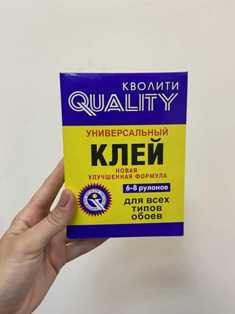 КВОЛИТИ
QUALITY
УНИВЕРСАЛЬНЫЙ
КЛЕЙ
НОВАЯ
УЛУЧШЕННАЯ ФОРМУЛА
6-8 рулонов
для всех
типов
обоев